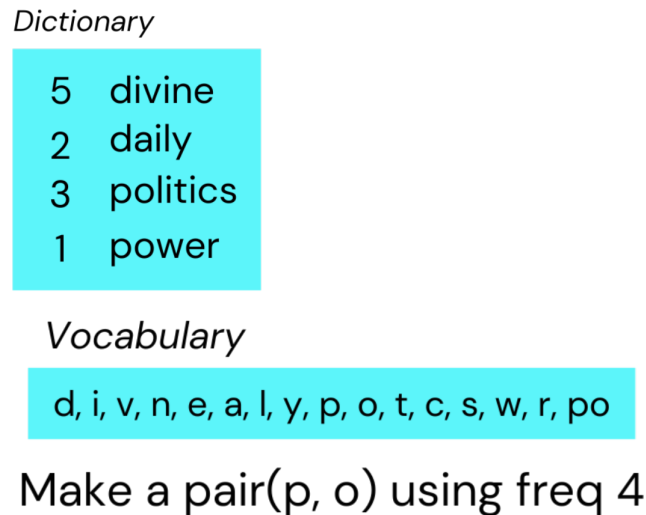 Dictionary
5 divine
2 daily
3 politics
1 power
Vocabulary
d, i, v, n, e, a, l, y, p, o, t, c, s, w, r, po
Make a pair(p, o) using freq 4